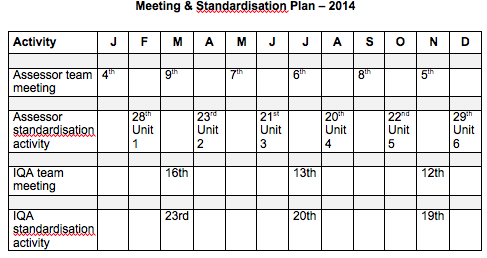 Meeting & Standardisation Plan – 2014
Activity J F M A M J J A S O N D
Assessor team meeting 4th 9th 7th 6th 8th 5th
Assessor standardisation activity 28th Unit 1 23rd Unit 2 21st Unit 3 20th Unit 4 22nd Unit 5 29th Unit 6
IQA team meeting 16th 13th 12th
IQA standardisation activity 23rd 20th 19th